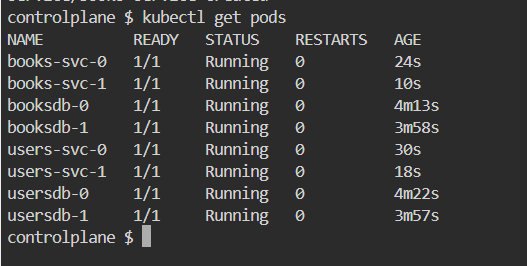 controlplane $ kubectl get pods
NAME READY STATUS RESTARTS AGE
books-svc-0 1/1 Running 0 24s
books-svc-1 1/1 Running 0 10s
booksdb-0 1/1 Running 0 4m13s
booksdb-1 1/1 Running 0 3m58s
users-svc-0 1/1 Running 0 30s
users-svc-1 1/1 Running 0 18s
usersdb-0 1/1 Running 0 4m22s
usersdb-1 1/1 Running 0 3m57s
controlplane $